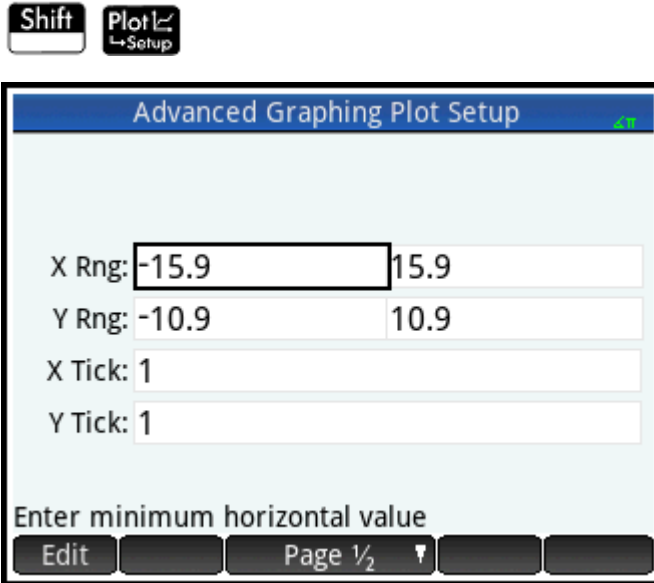 Shift Plot
↳Setup
Advanced Graphing Plot Setup ∡π
X Rng: -15.9 15.9
Y Rng: -10.9 10.9
X Tick: 1
Y Tick: 1
Enter minimum horizontal value
Edit Page ½ ▼